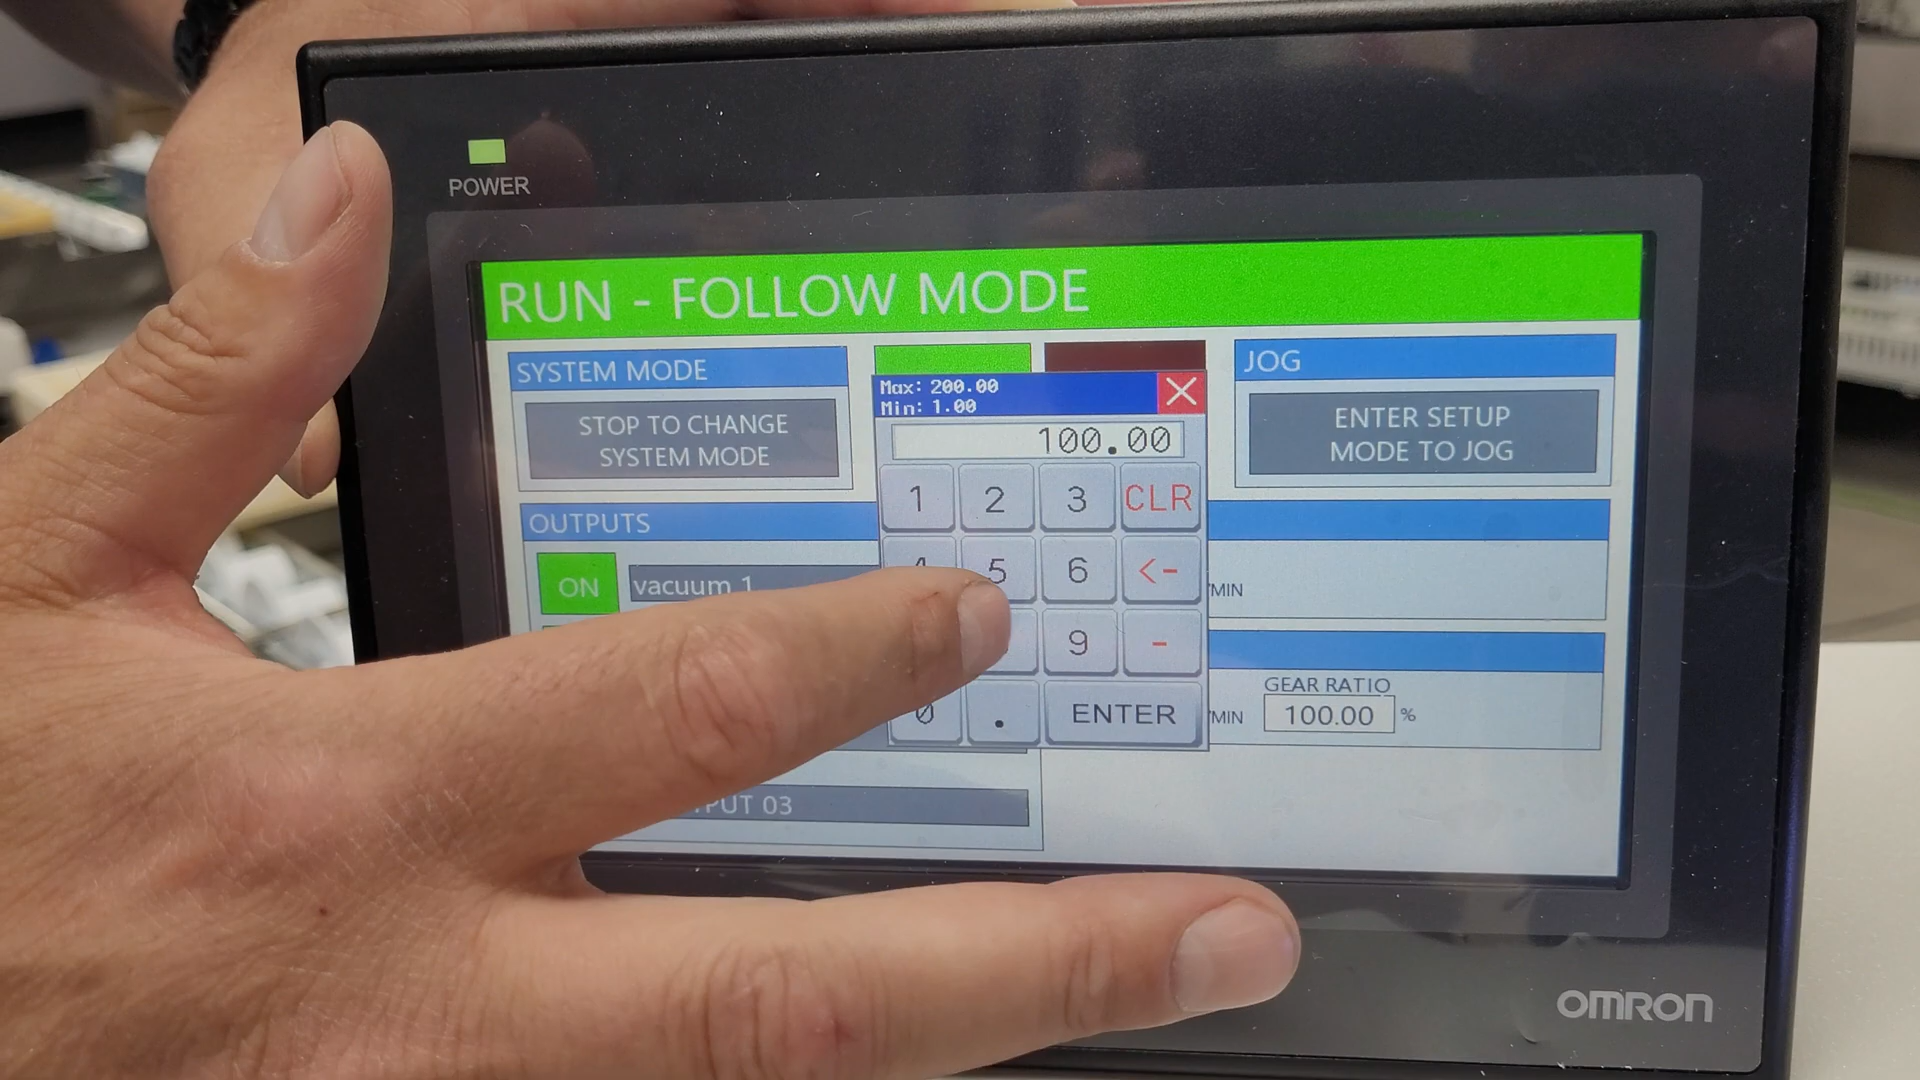 POWER
RUN - FOLLOW MODE
SYSTEM MODE
STOP TO CHANGE
SYSTEM MODE
Max: 200.00
Min: 1.00
100.00
1 2 3 CLR
5 6 <-
9 -
0 . ENTER
JOG
ENTER SETUP
MODE TO JOG
OUTPUTS
ON vacuum 1
/MIN
GEAR RATIO
/MIN 100.00 %
PUT 03
OMRON